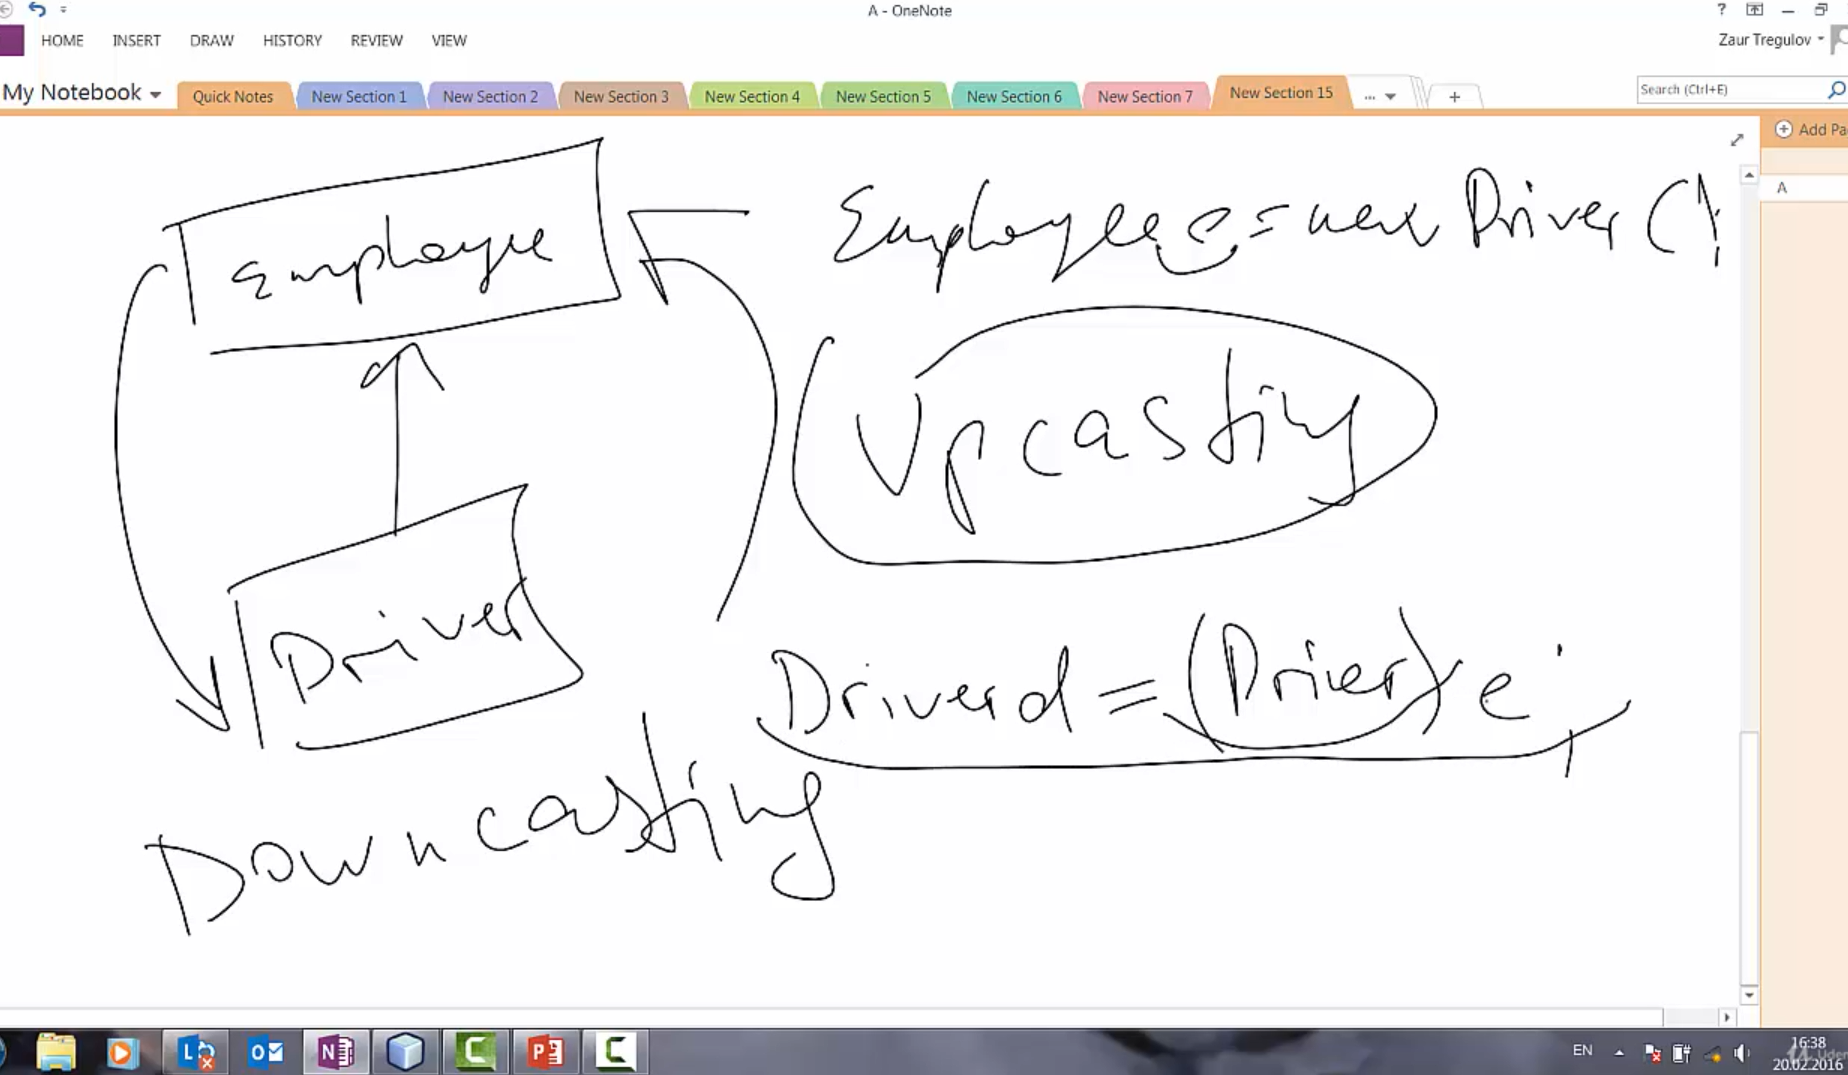 A - OneNote
?
HOME INSERT DRAW HISTORY REVIEW VIEW
Zaur Tregulov
My Notebook
Quick Notes New Section 1 New Section 2 New Section 3 New Section 4 New Section 5 New Section 6 New Section 7 New Section 15 ... +
Search (Ctrl+E)
Add Pa
A
Employee
Employee e = new Driver ();
Upcasting
Driver
Driver d = (Driver) e;
Downcasting
EN
16:38
20.02.2016